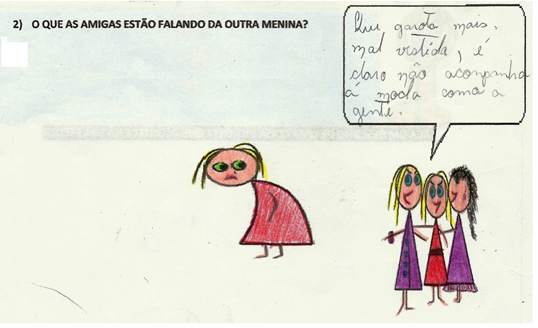 2) O QUE AS AMIGAS ESTÃO FALANDO DA OUTRA MENINA?
Que garota mais.
mal vestida, é
claro não acompanha
á moda como a
gente.